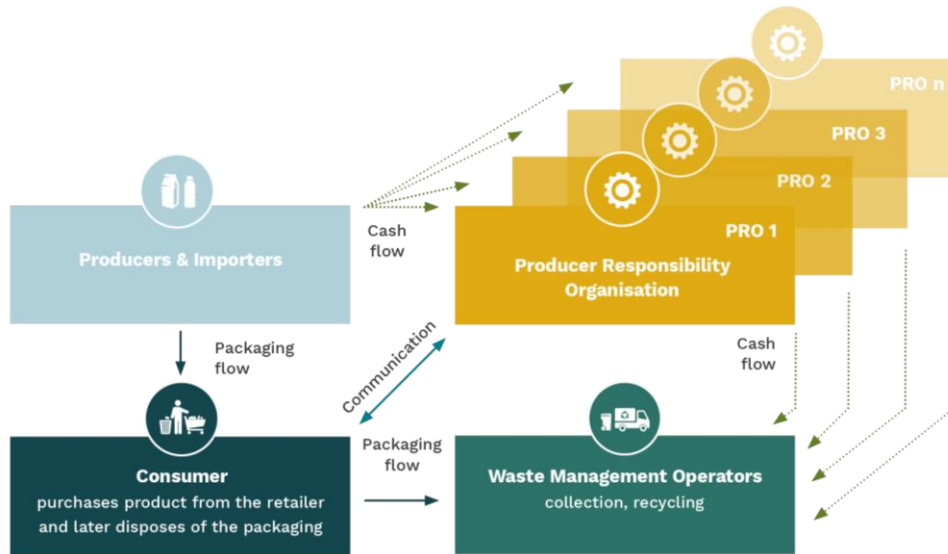 PRO n
PRO 3
PRO 2
PRO 1
Producers & Importers
Cash
flow
Producer Responsibility
Organisation
Packaging
flow
Communication
Cash
flow
Consumer
purchases product from the retailer
and later disposes of the packaging
Packaging
flow
Waste Management Operators
collection, recycling